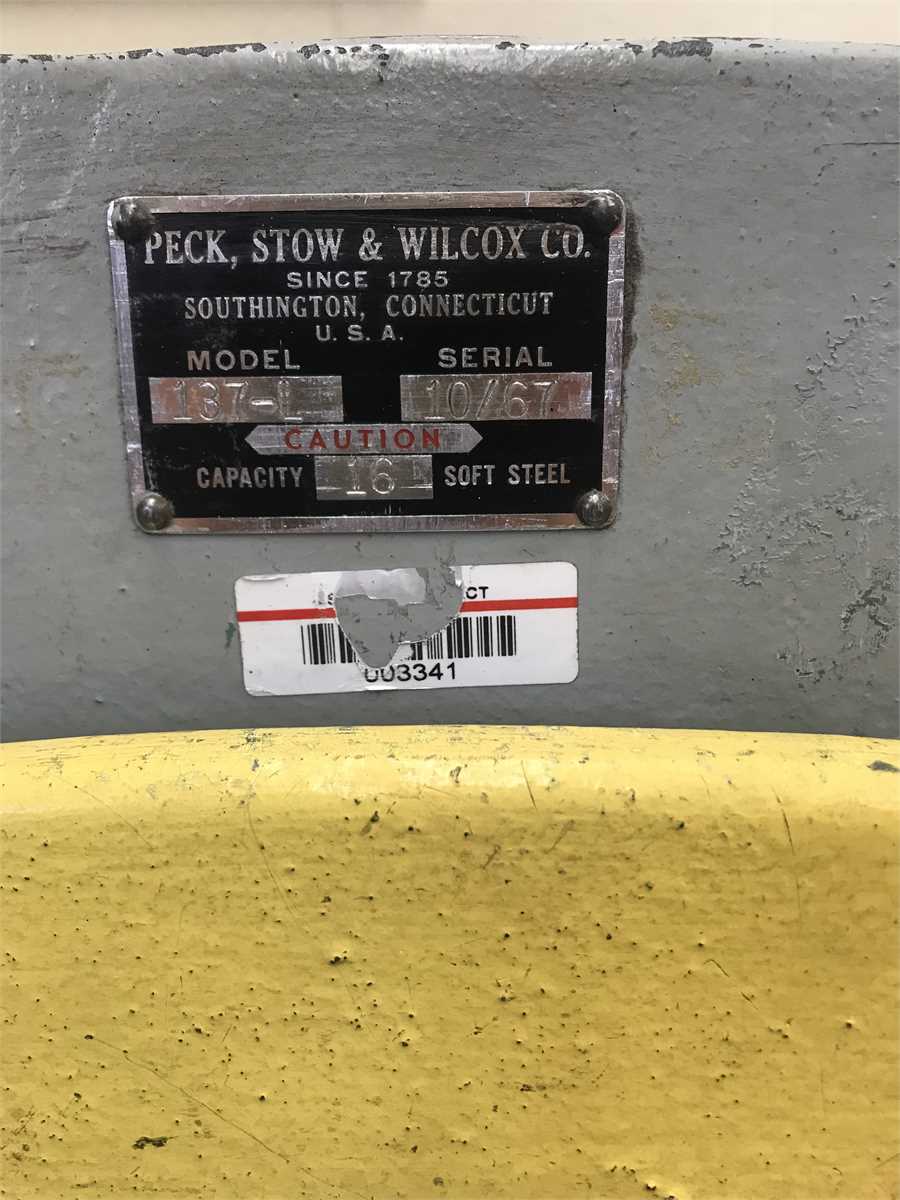 PECK, STOW & WILCOX CO.
SINCE 1785
SOUTHINGTON, CONNECTICUT
U. S. A.
MODEL SERIAL
137-L 10/67
CAUTION
CAPACITY 16 SOFT STEEL
003341